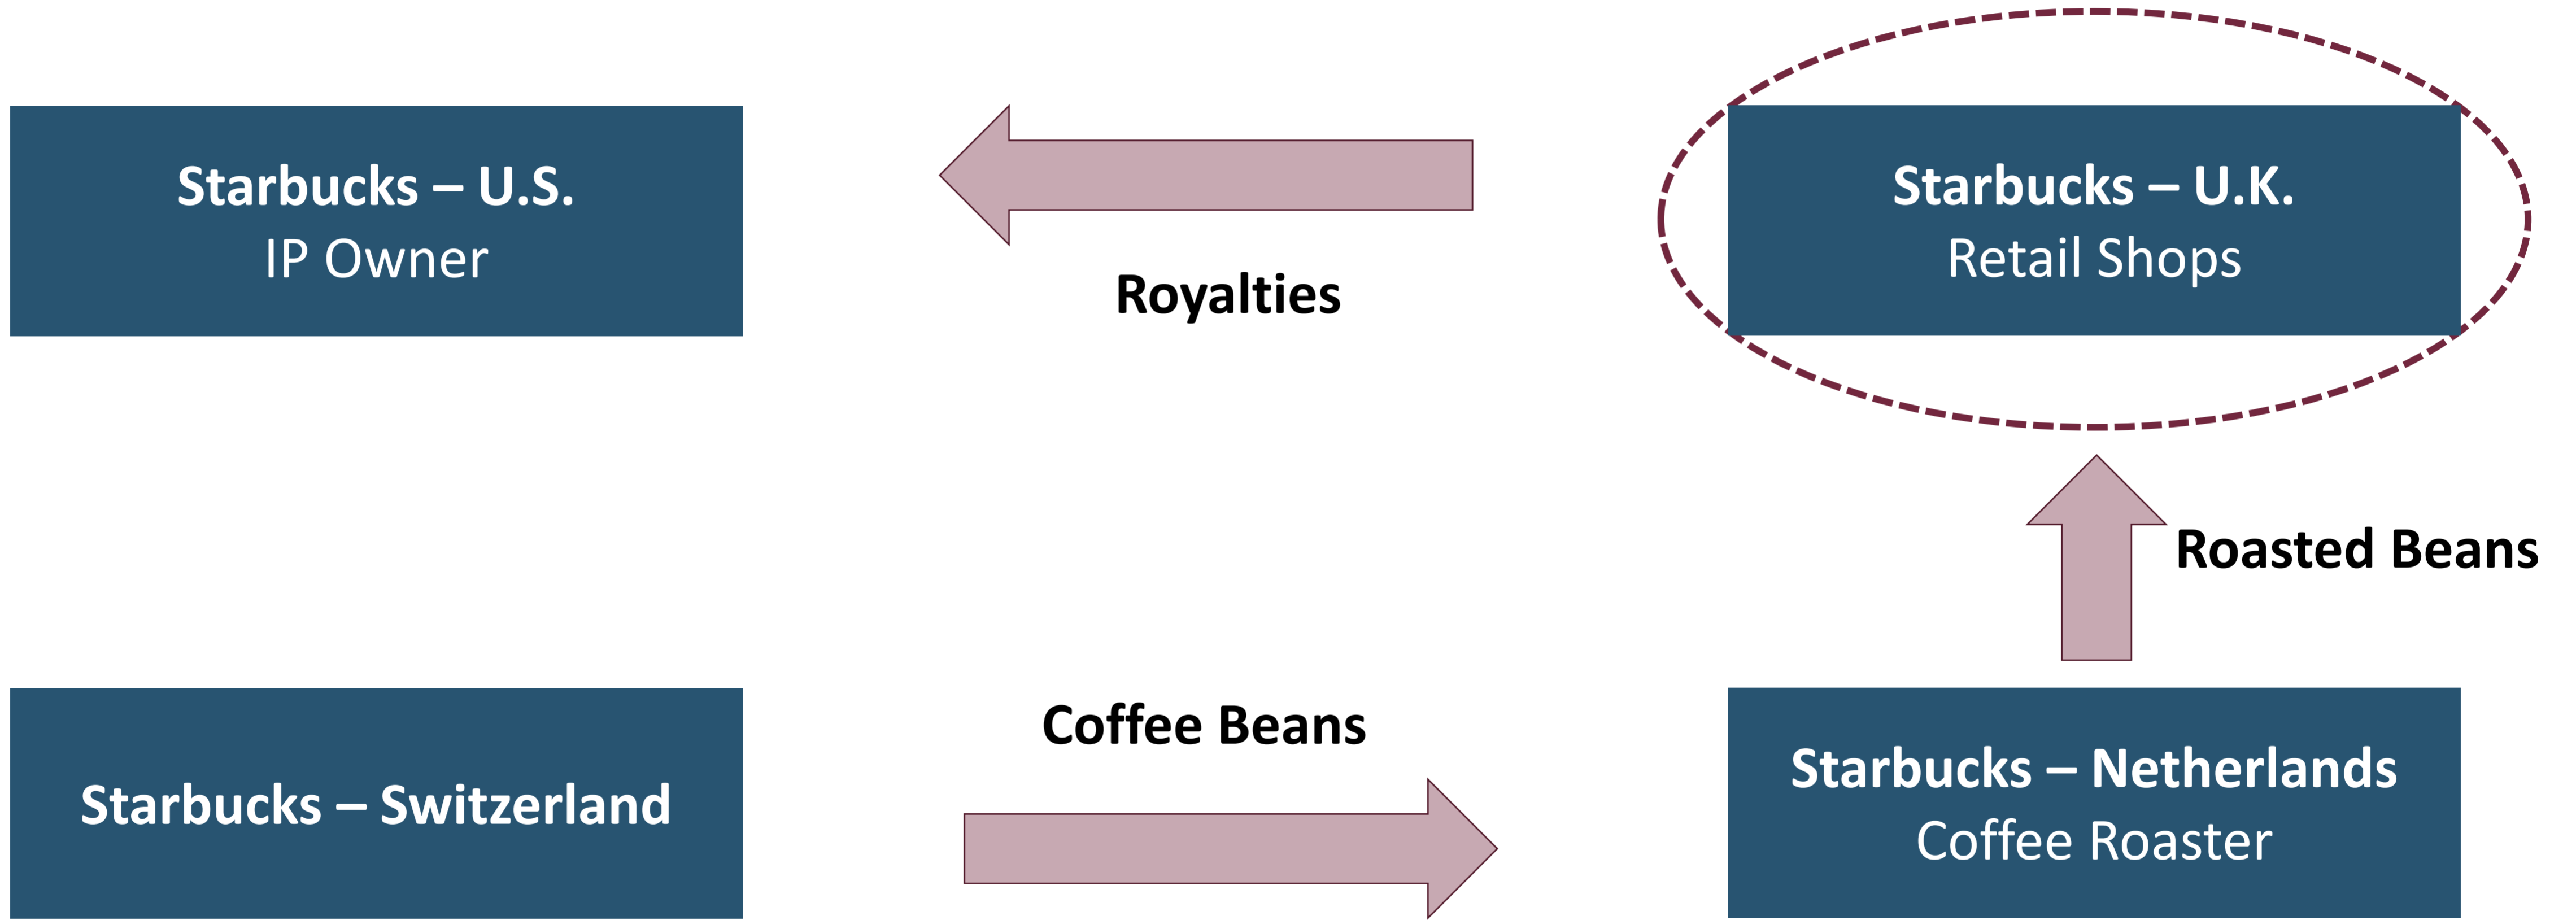 Starbucks – U.S.
IP Owner
Royalties
Starbucks – U.K.
Retail Shops
Roasted Beans
Starbucks – Switzerland
Coffee Beans
Starbucks – Netherlands
Coffee Roaster